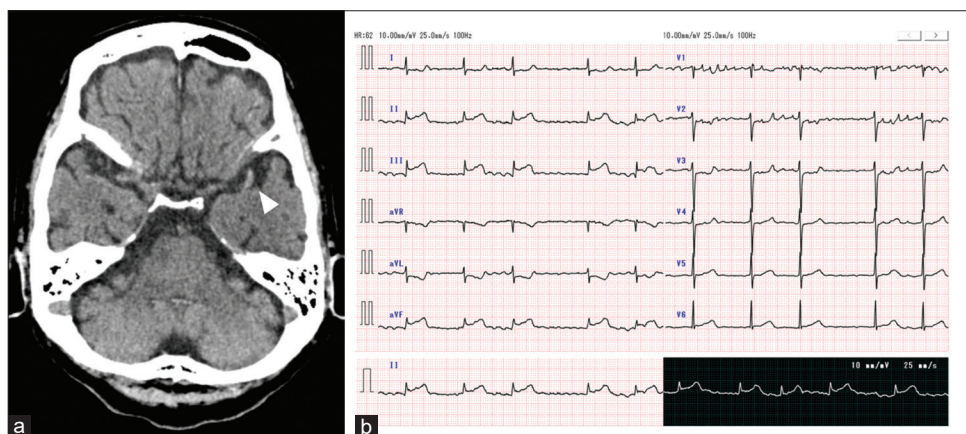 HR:62 10.00mm/mV 25.0mm/s 100Hz
10.00mm/mV 25.0mm/s 100Hz
< >
I
V1
II
V2
III
V3
aVR
V4
aVL
V5
aVF
V6
II
10 mm/mV 25 mm/s
a
b